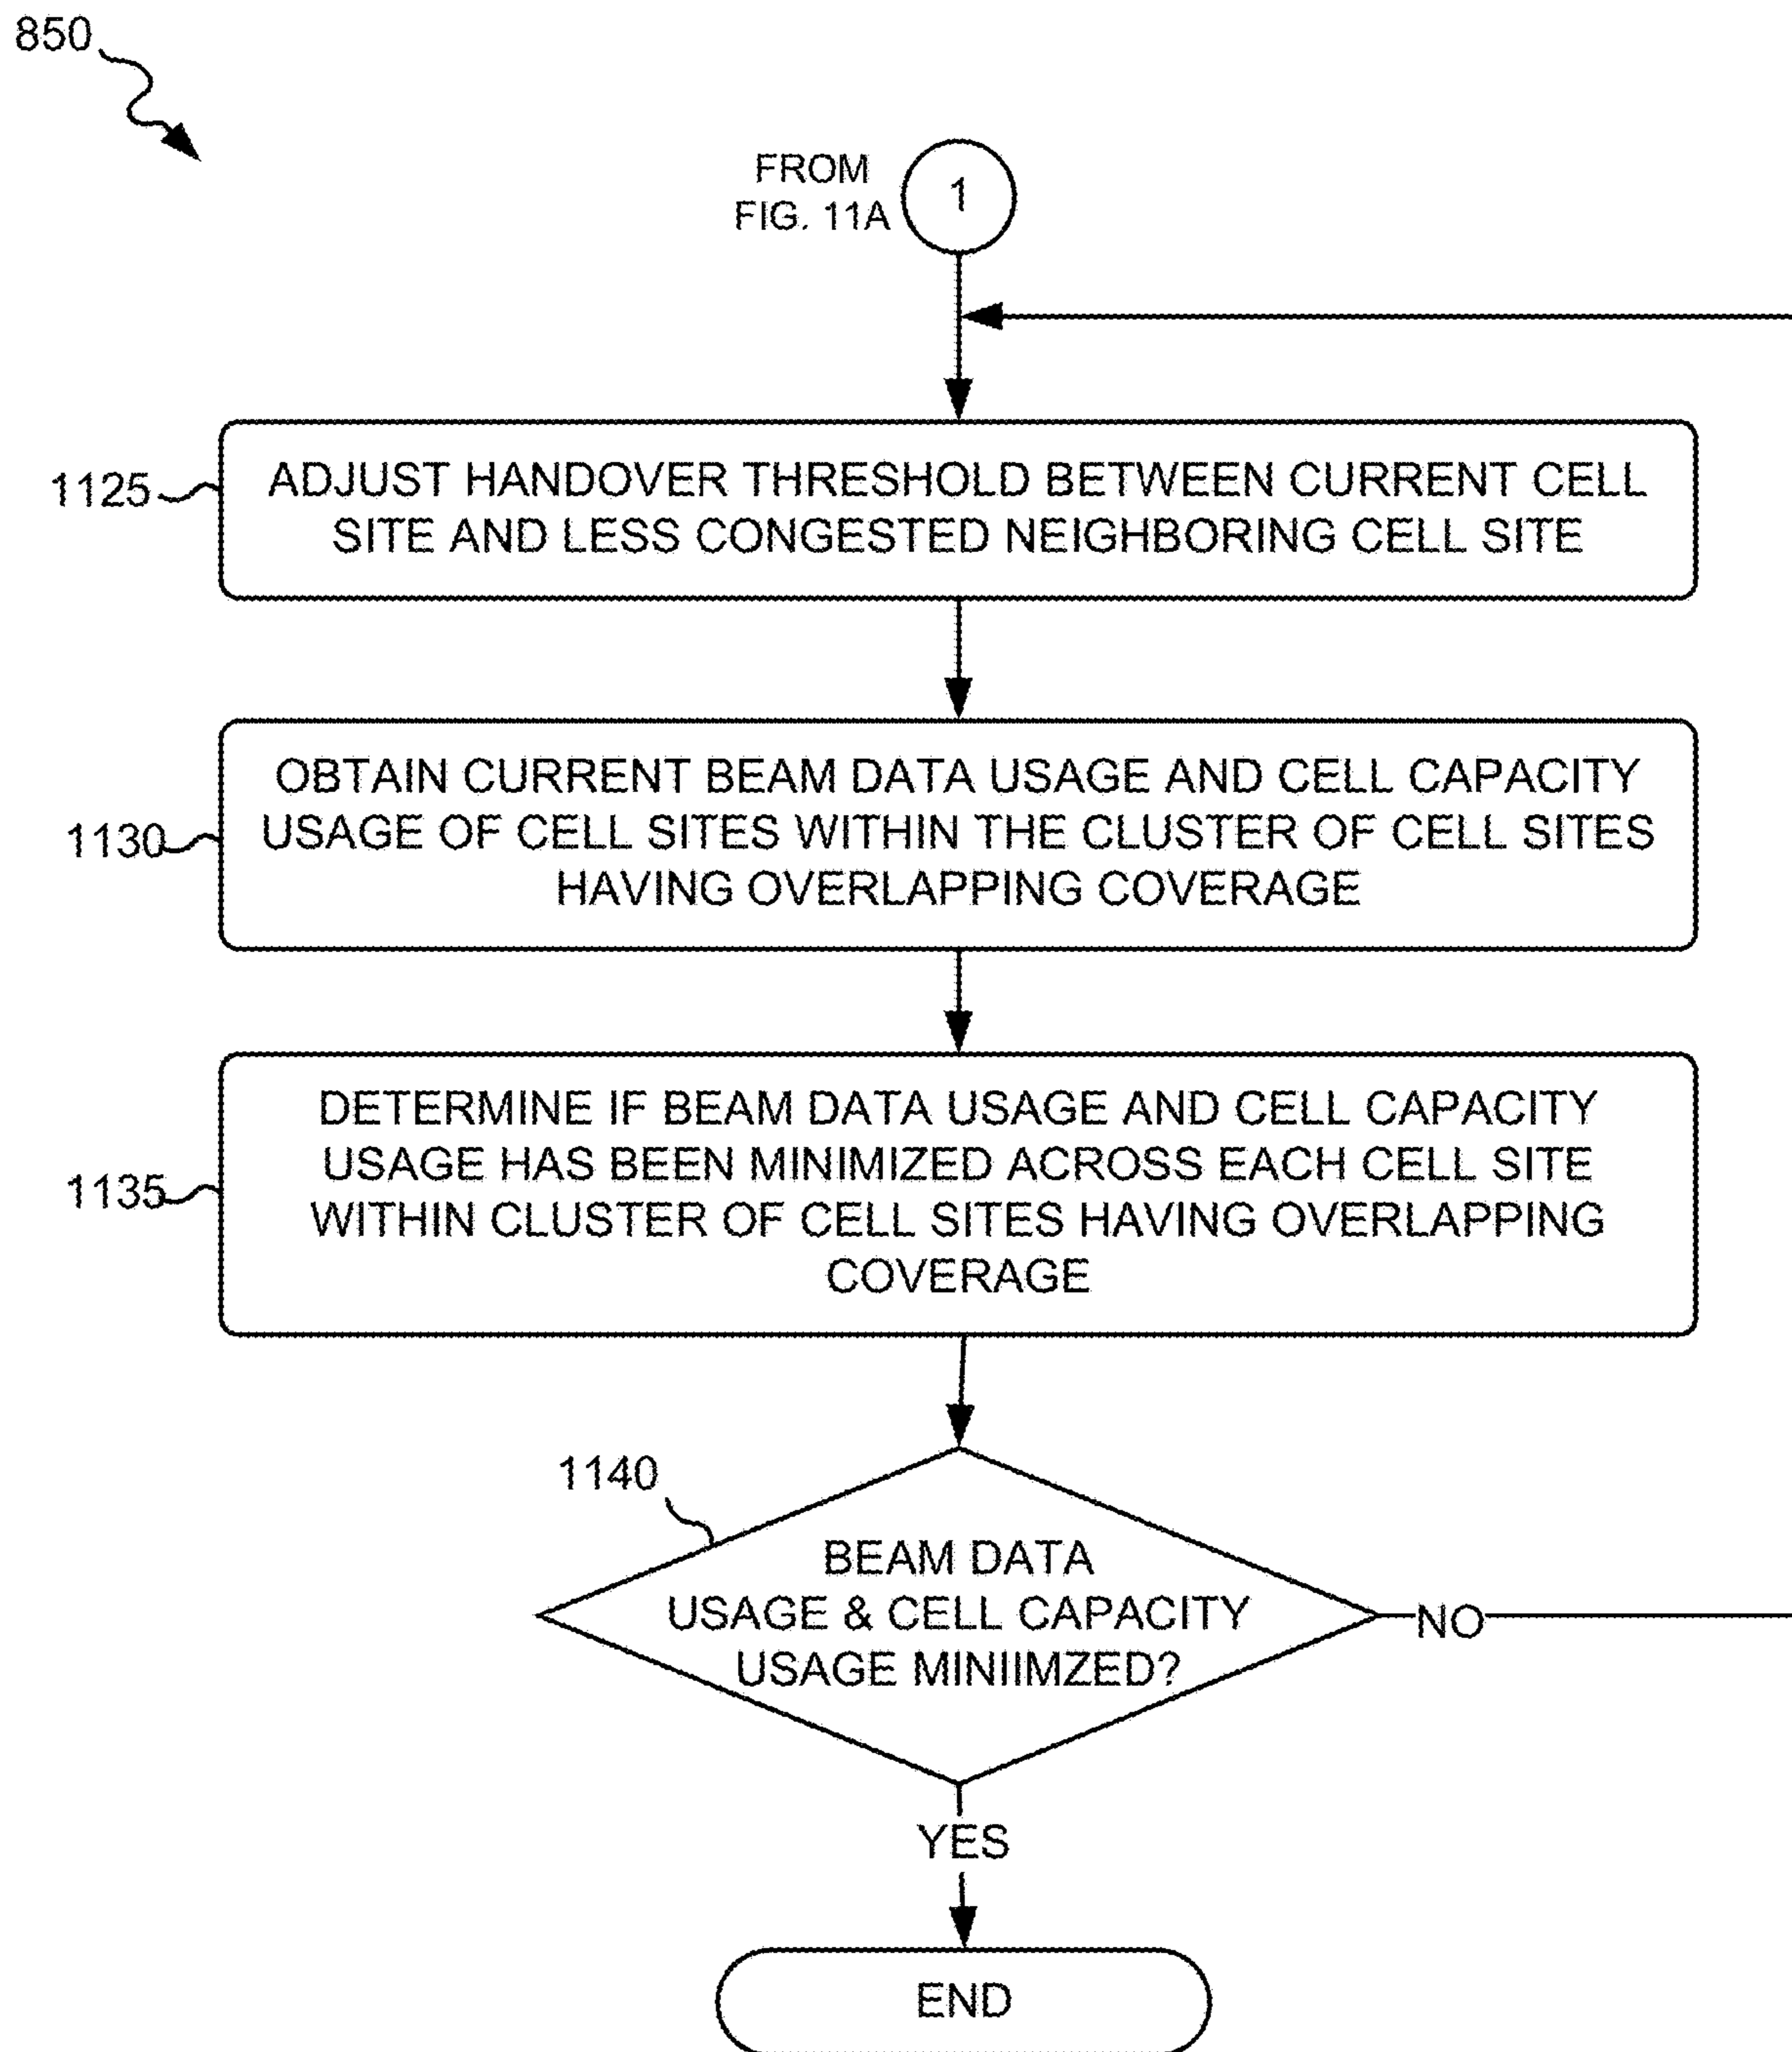 850
FROM
FIG. 11A
1
1125
ADJUST HANDOVER THRESHOLD BETWEEN CURRENT CELL
SITE AND LESS CONGESTED NEIGHBORING CELL SITE
1130
OBTAIN CURRENT BEAM DATA USAGE AND CELL CAPACITY
USAGE OF CELL SITES WITHIN THE CLUSTER OF CELL SITES
HAVING OVERLAPPING COVERAGE
1135
DETERMINE IF BEAM DATA USAGE AND CELL CAPACITY
USAGE HAS BEEN MINIMIZED ACROSS EACH CELL SITE
WITHIN CLUSTER OF CELL SITES HAVING OVERLAPPING
COVERAGE
1140
BEAM DATA
USAGE & CELL CAPACITY
USAGE MINIIMZED?
NO
YES
END